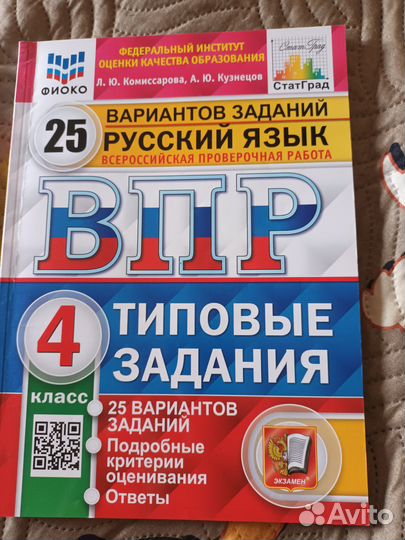 ФИОКО
ФЕДЕРАЛЬНЫЙ ИНСТИТУТ
ОЦЕНКИ КАЧЕСТВА ОБРАЗОВАНИЯ
Л. Ю. Комиссарова, А. Ю. Кузнецов
СтатГрад
СтатГрад
25
ВАРИАНТОВ ЗАДАНИЙ
РУССКИЙ ЯЗЫК
ВСЕРОССИЙСКАЯ ПРОВЕРОЧНАЯ РАБОТА
ВПР
4
класс
ТИПОВЫЕ
ЗАДАНИЯ
25 ВАРИАНТОВ
ЗАДАНИЙ
Подробные
критерии
оценивания
Ответы
ЭКЗАМЕН
Avito